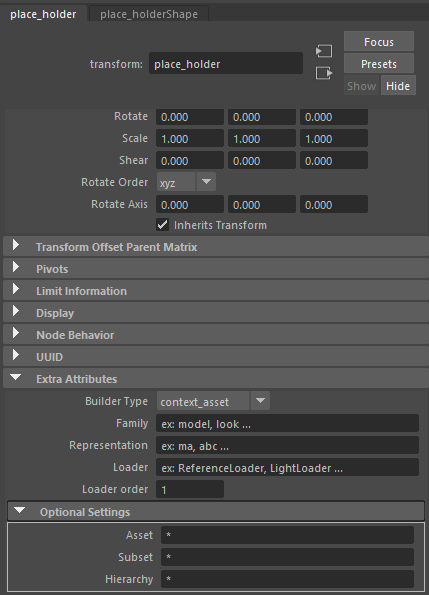 place_holder place_holderShape
Focus
transform: place_holder Presets
Show Hide
Rotate 0.000 0.000 0.000
Scale 1.000 1.000 1.000
Shear 0.000 0.000 0.000
Rotate Order xyz
Rotate Axis 0.000 0.000 0.000
Inherits Transform
Transform Offset Parent Matrix
Pivots
Limit Information
Display
Node Behavior
UUID
Extra Attributes
Builder Type context_asset
Family ex: model, look ...
Representation ex: ma, abc ...
Loader ex: ReferenceLoader, LightLoader ...
Loader order 1
Optional Settings
Asset *
Subset *
Hierarchy *